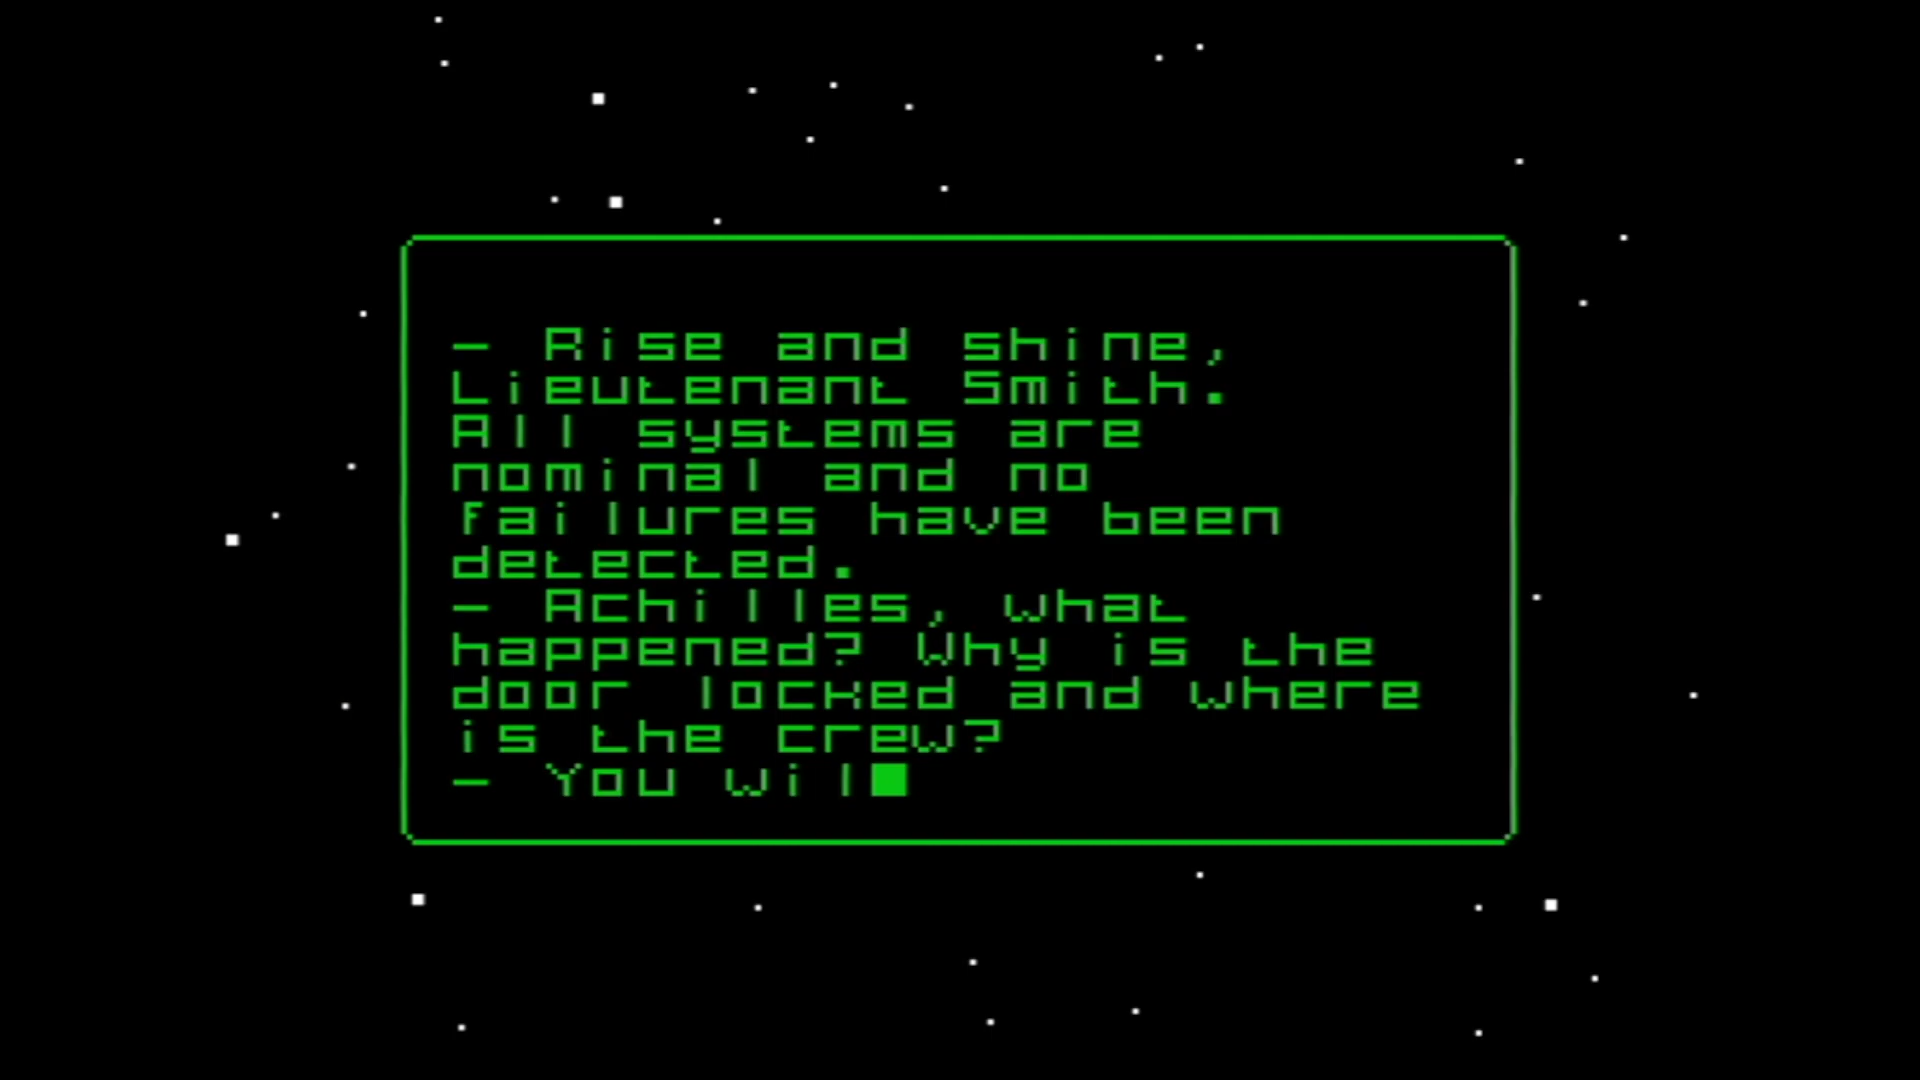 - Rise and shine,
Lieutenant Smith.
All systems are
nominal and no
failures have been
detected.
- Achilles, what
happened? Why is the
door locked and where
is the crew?
- You wil